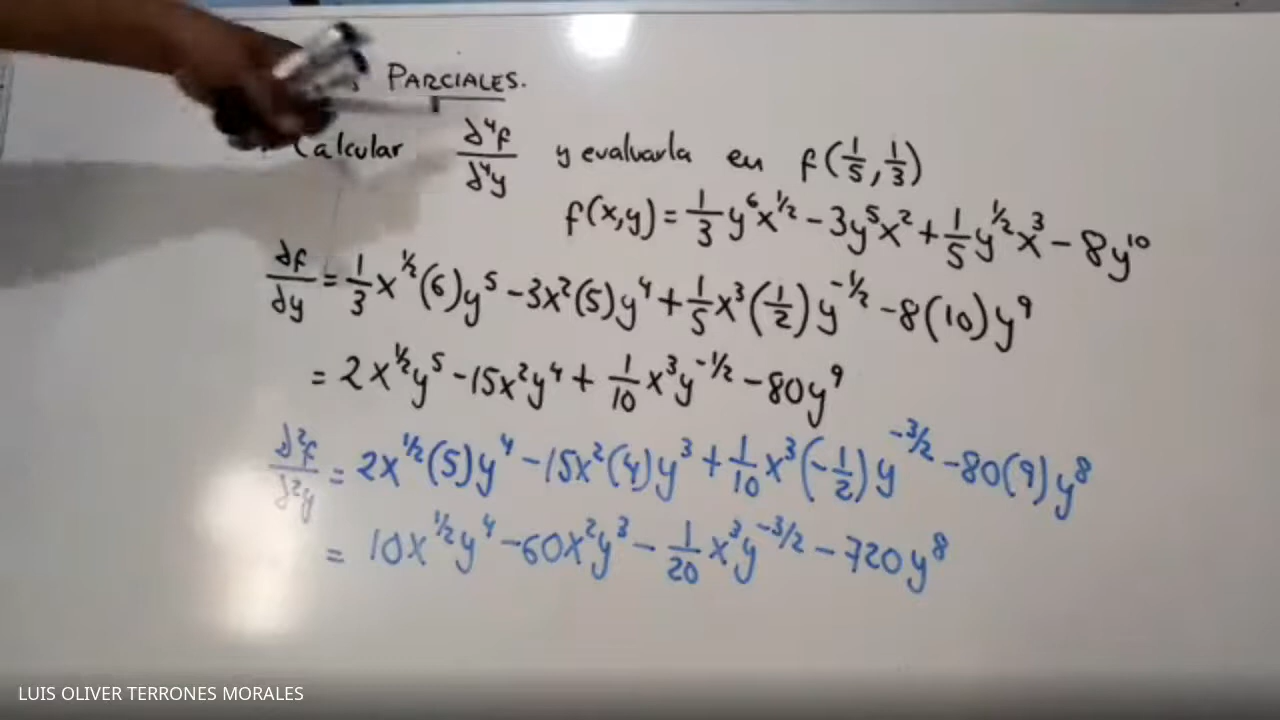 PARCIALES.
Calcular ∂⁴f/∂⁴y y evaluarla en f(1/5, 1/3)
f(x,y) = 1/3 y⁶x^(1/2) - 3y⁵x² + 1/5 y^(1/2) x³ - 8y¹⁰
∂f/∂y = 1/3 x^(1/2) (6)y⁵ - 3x²(5)y⁴ + 1/5 x³(1/2) y^(-1/2) - 8(10)y⁹
= 2x^(1/2) y⁵ - 15x²y⁴ + 1/10 x³y^(-1/2) - 80y⁹
∂²f/∂²y = 2x^(1/2) (5)y⁴ - 15x²(4)y³ + 1/10 x³(-1/2) y^(-3/2) - 80(9)y⁸
= 10x^(1/2) y⁴ - 60x²y³ - 1/20 x³y^(-3/2) - 720y⁸
LUIS OLIVER TERRONES MORALES